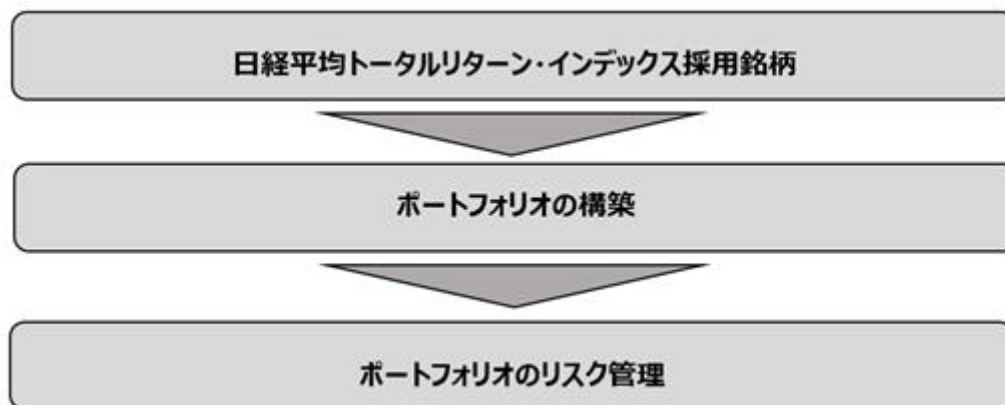 日経平均トータルリターン・インデックス採用銘柄
ポートフォリオの構築
ポートフォリオのリスク管理